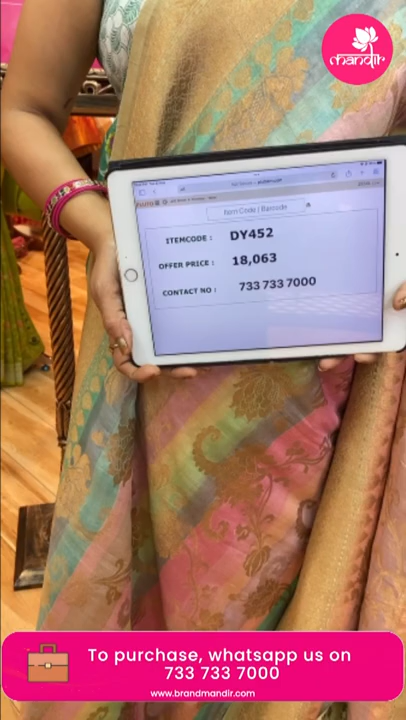 mandir
Item Code / Barcode
ITEMCODE : DY452
OFFER PRICE : 18,063
CONTACT NO : 733 733 7000
To purchase, whatsapp us on
733 733 7000
www.brandmandir.com